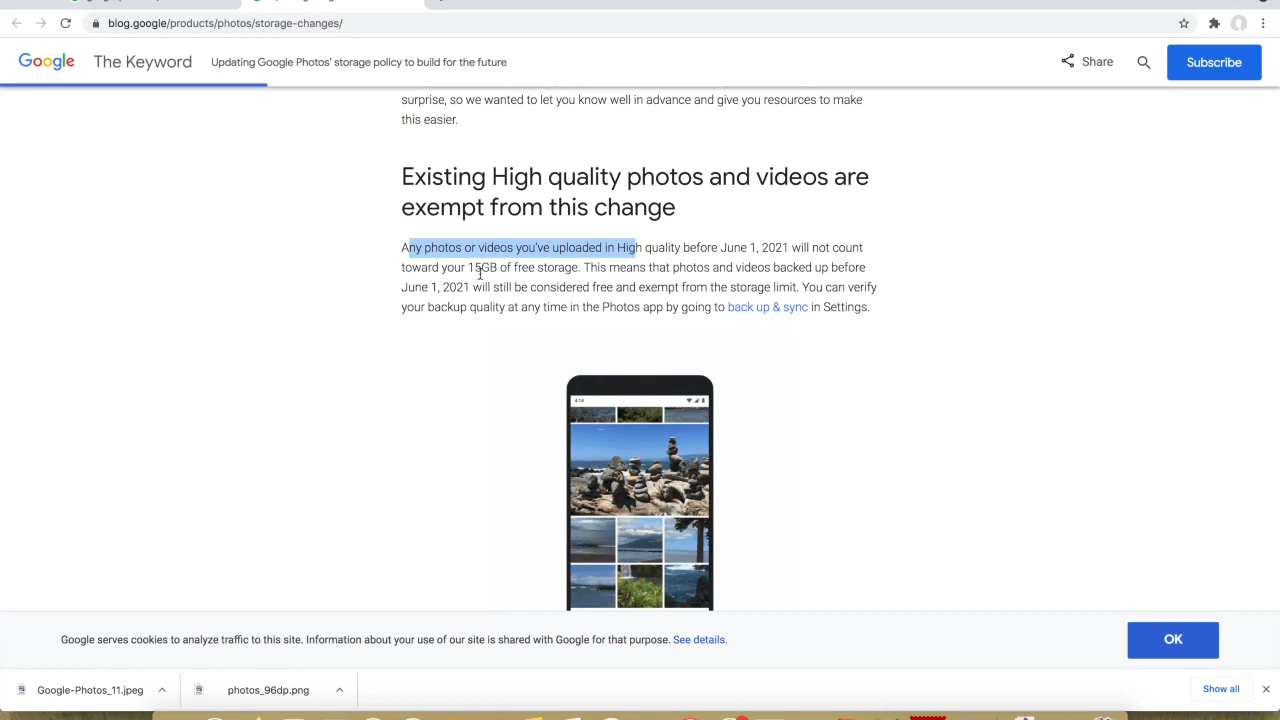 blog.google/products/photos/storage-changes/
Google The Keyword Updating Google Photos' storage policy to build for the future Share Subscribe
surprise, so we wanted to let you know well in advance and give you resources to make
this easier.
Existing High quality photos and videos are
exempt from this change
Any photos or videos you've uploaded in High quality before June 1, 2021 will not count
toward your 15GB of free storage. This means that photos and videos backed up before
June 1, 2021 will still be considered free and exempt from the storage limit. You can verify
your backup quality at any time in the Photos app by going to back up & sync in Settings.
4:14
Google serves cookies to analyze traffic to this site. Information about your use of our site is shared with Google for that purpose. See details.
OK
Google-Photos_11.jpeg photos_96dp.png Show all